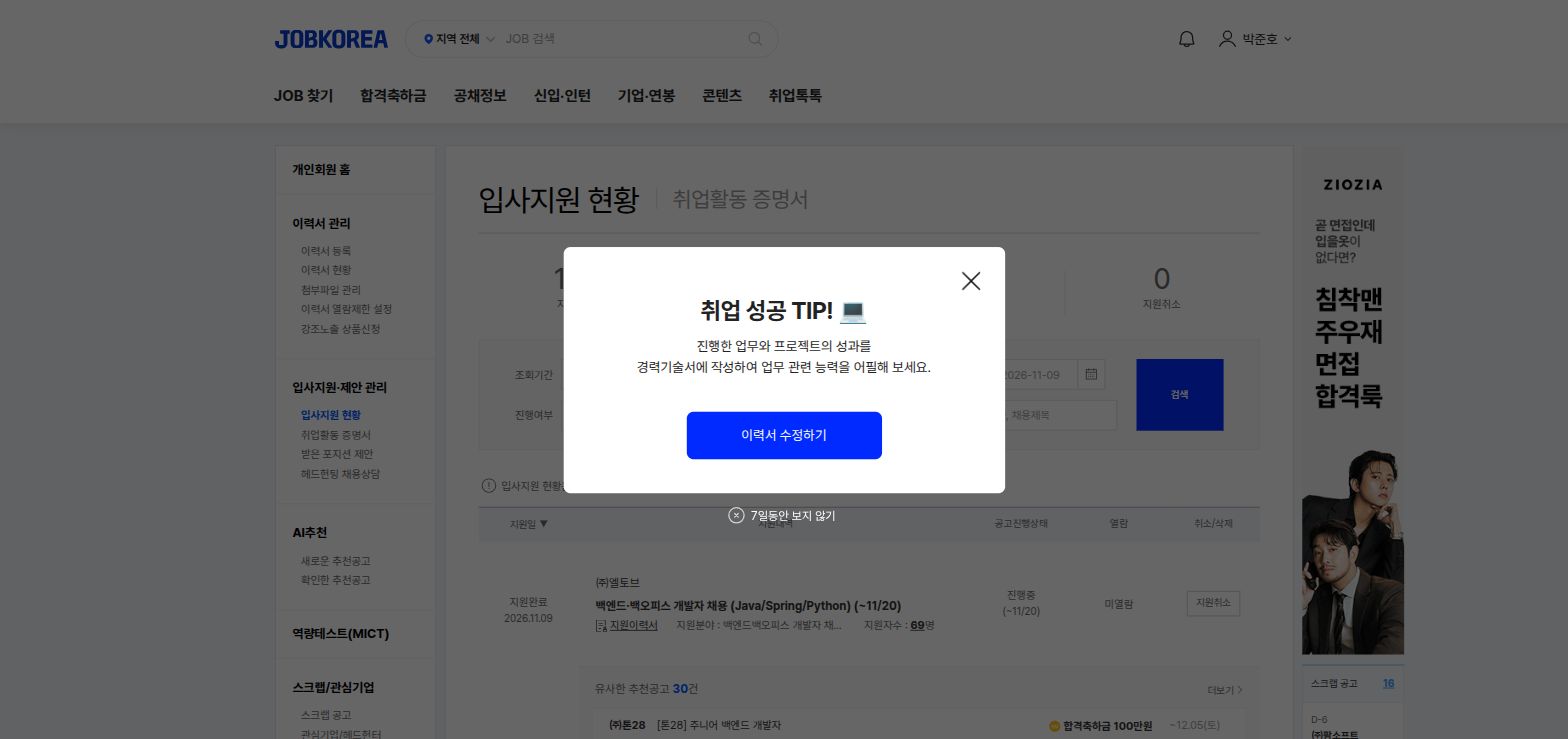 JOBKOREA
지역 전체
JOB 검색
박준호
JOB 찾기
합격축하금
공채정보
신입·인턴
기업·연봉
콘텐츠
취업톡톡
개인회원 홈
이력서 관리
이력서 등록
이력서 현황
첨부파일 관리
이력서 열람제한 설정
강조노출 상품신청
입사지원·제안 관리
입사지원 현황
취업활동 증명서
받은 포지션 제안
헤드헌팅 채용상담
AI추천
새로운 추천공고
확인한 추천공고
역량테스트(MICT)
스크랩/관심기업
스크랩 공고
관심기업/헤드헌터
입사지원 현황
취업활동 증명서
0
지원취소
조회기간
2026-11-09
검색
진행여부
, 채용제목
취업 성공 TIP! 💻
진행한 업무와 프로젝트의 성과를
경력기술서에 작성하여 업무 관련 능력을 어필해 보세요.
이력서 수정하기
7일동안 보지 않기
입사지원 현황
지원일 ▼
지원내역
공고진행상태
열람
취소/삭제
지원완료
2026.11.09
㈜엘토브
백엔드·백오피스 개발자 채용 (Java/Spring/Python) (~11/20)
지원이력서
지원분야 : 백엔드백오피스 개발자 채...
지원자수 : 69명
진행중
(~11/20)
미열람
지원취소
유사한 추천공고 30건
더보기
㈜톤28
[톤28] 주니어 백엔드 개발자
합격축하금 100만원
~12.05(토)
ZIOZIA
곧 면접인데
입을옷이
없다면?
침착맨
주우재
면접
합격룩
스크랩 공고
16
D-6